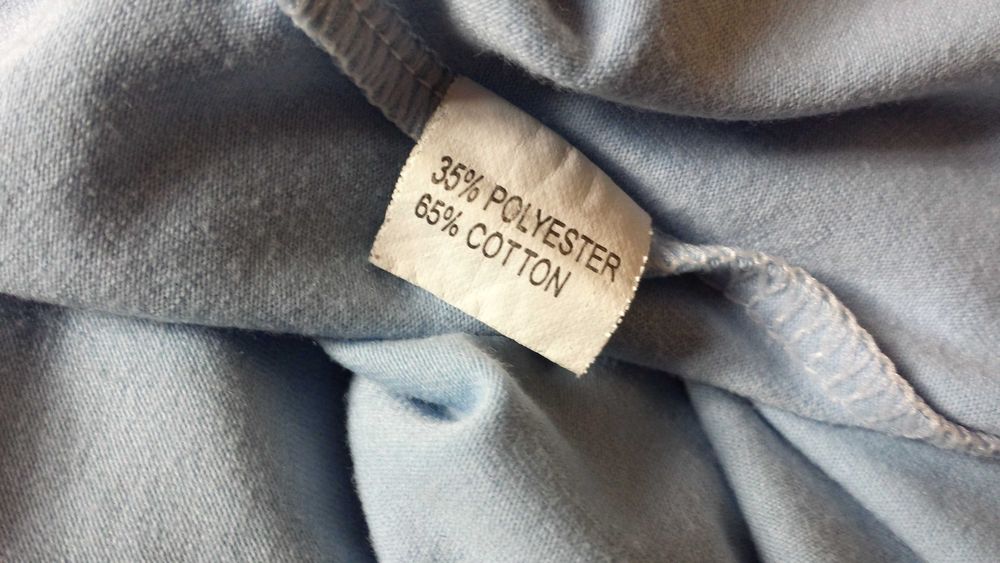 35% POLYESTER
65% COTTON